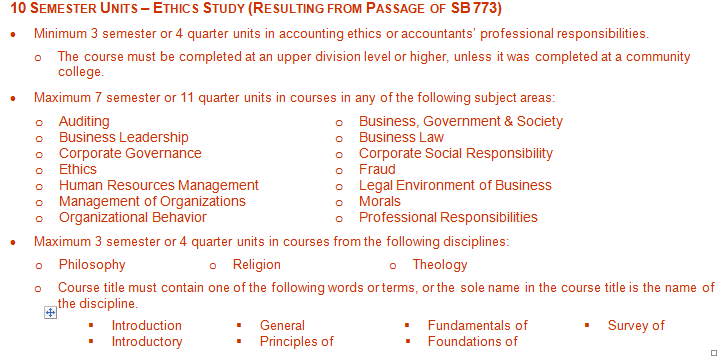 10 SEMESTER UNITS – ETHICS STUDY (RESULTING FROM PASSAGE OF SB 773)
• Minimum 3 semester or 4 quarter units in accounting ethics or accountants' professional responsibilities.
o The course must be completed at an upper division level or higher, unless it was completed at a community
college.
• Maximum 7 semester or 11 quarter units in courses in any of the following subject areas:
o Auditing o Business, Government & Society
o Business Leadership o Business Law
o Corporate Governance o Corporate Social Responsibility
o Ethics o Fraud
o Human Resources Management o Legal Environment of Business
o Management of Organizations o Morals
o Organizational Behavior o Professional Responsibilities
• Maximum 3 semester or 4 quarter units in courses from the following disciplines:
o Philosophy o Religion o Theology
o Course title must contain one of the following words or terms, or the sole name in the course title is the name of
the discipline.
▪ Introduction ▪ General ▪ Fundamentals of ▪ Survey of
▪ Introductory ▪ Principles of ▪ Foundations of